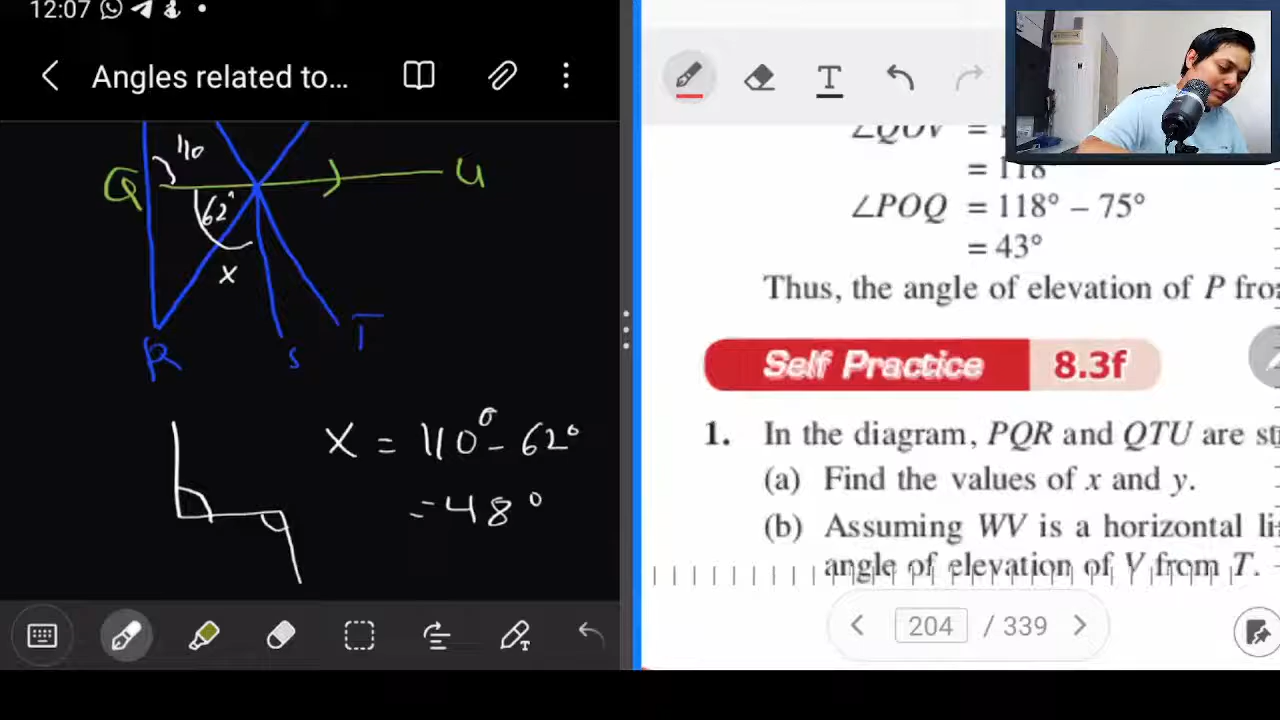 12:07
Angles related to...
110
Q
U
62°
x
R
S
T
x = 110° - 62°
= 48°
= 118°
∠POQ = 118° – 75°
= 43°
Thus, the angle of elevation of P fro
Self Practice 8.3f
1. In the diagram, PQR and QTU are st
(a) Find the values of x and y.
(b) Assuming WV is a horizontal li
angle of elevation of V from T.
204 / 339